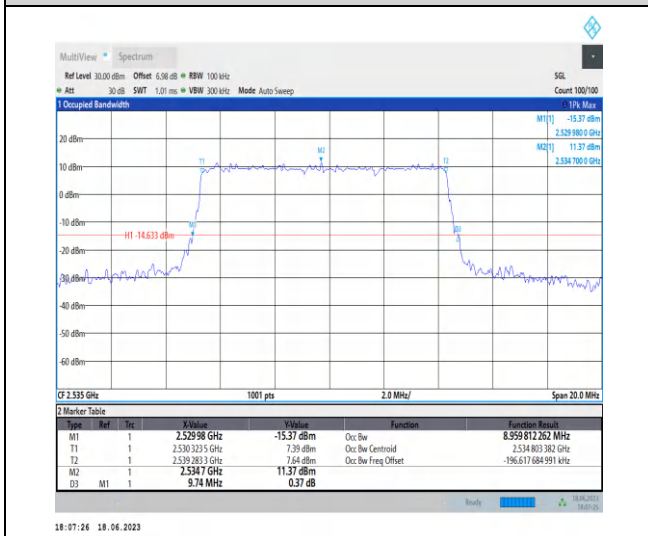 MultiView Spectrum
Ref Level 30.00 dBm Offset 6.98 dB RBW 100 kHz SGL
Att 30 dB SWT 1.01 ms VBW 300 kHz Mode Auto Sweep Count 100/100
1 Occupied Bandwidth 1Pk Max
M1[1] -15.37 dBm
2.529 980 0 GHz
20 dBm
M2[1] 11.37 dBm
2.534 700 0 GHz
M2
T1
T2
10 dBm
0 dBm
-10 dBm
M1
D3
H1 -14.633 dBm
-20 dBm
-30 dBm
-40 dBm
-50 dBm
-60 dBm
CF 2.535 GHz 1001 pts 2.0 MHz/ Span 20.0 MHz
2 Marker Table
Type Ref Trc X-Value Y-Value Function Function Result
M1 1 2.529 98 GHz -15.37 dBm Occ Bw 8.959 812 262 MHz
T1 1 2.530 323 5 GHz 7.39 dBm Occ Bw Centroid 2.534 803 382 GHz
T2 1 2.539 283 3 GHz 7.64 dBm Occ Bw Freq Offset -196.617 684 991 kHz
M2 1 2.534 7 GHz 11.37 dBm
D3 M1 1 9.74 MHz 0.37 dB
Ready 18.06.2023
18:07:25
18:07:26 18.06.2023